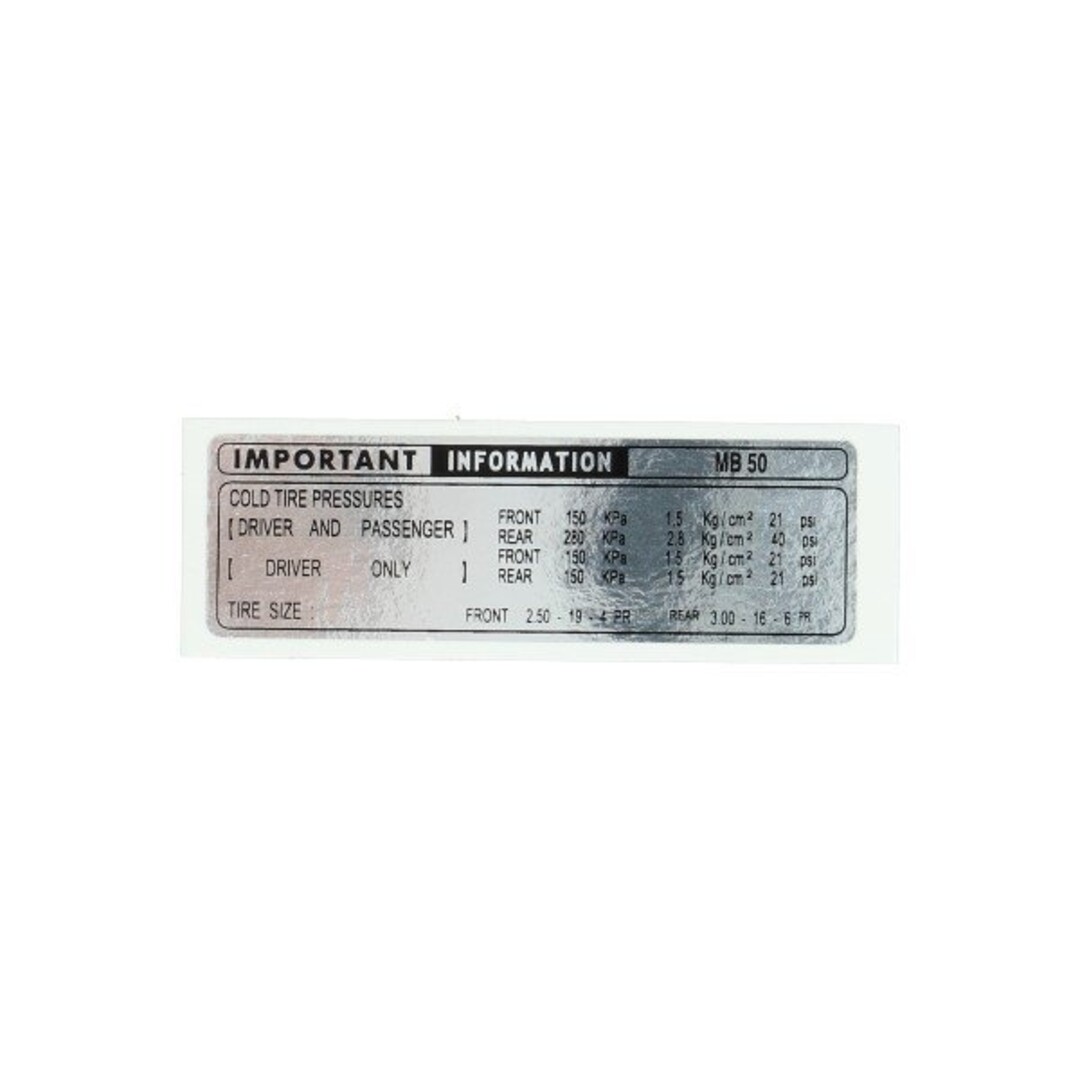 IMPORTANT INFORMATION MB 50
COLD TIRE PRESSURES
[ DRIVER AND PASSENGER ] FRONT 150 KPa 1.5 Kg/cm² 21 psi
REAR 280 KPa 2.8 Kg/cm² 40 psi
[ DRIVER ONLY ] FRONT 150 KPa 1.5 Kg/cm² 21 psi
REAR 150 KPa 1.5 Kg/cm² 21 psi
TIRE SIZE : FRONT 2.50 - 19 - 4 PR REAR 3.00 - 16 - 6 PR